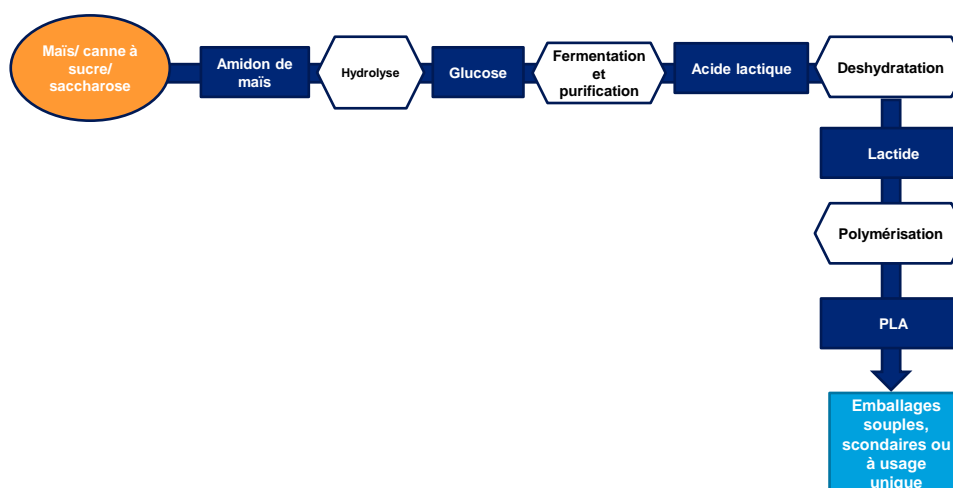 Maïs/ canne à
sucre/
saccharose
Amidon de
maïs
Hydrolyse
Glucose
Fermentation
et
purification
Acide lactique
Deshydratation
Lactide
Polymérisation
PLA
Emballages
souples,
scondaires ou
à usage
unique